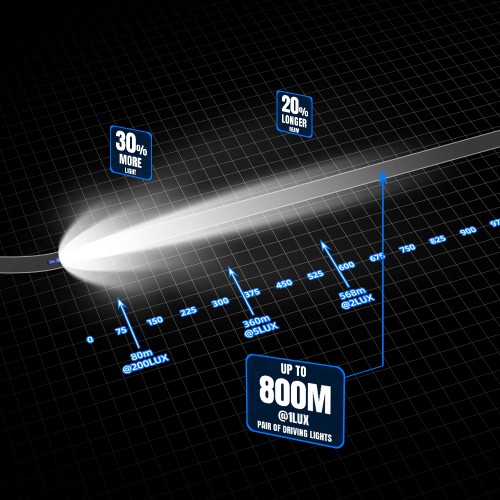 30%
MORE
LIGHT
20%
LONGER
BEAM
0
75
150
225
300
375
450
525
600
675
750
825
900
80m
@200LUX
360m
@5LUX
568m
@2LUX
UP TO
800M
@1LUX
PAIR OF DRIVING LIGHTS